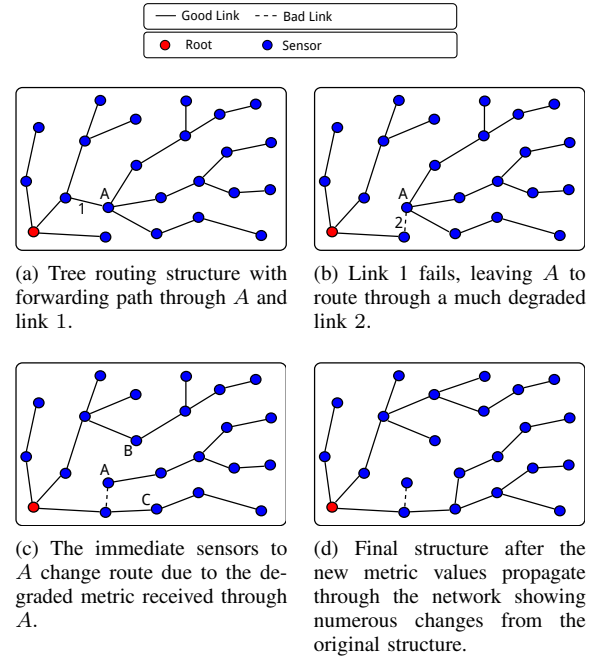 Good Link Bad Link
Root Sensor
A
1
A
2
(a) Tree routing structure with
forwarding path through A and
link 1.
(b) Link 1 fails, leaving A to
route through a much degraded
link 2.
B
A
C
(c) The immediate sensors to
A change route due to the de-
graded metric received through
A.
(d) Final structure after the
new metric values propagate
through the network showing
numerous changes from the
original structure.